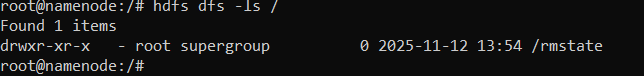 root@namenode:/# hdfs dfs -ls /
Found 1 items
drwxr-xr-x   - root supergroup          0 2025-11-12 13:54 /rmstate
root@namenode:/#